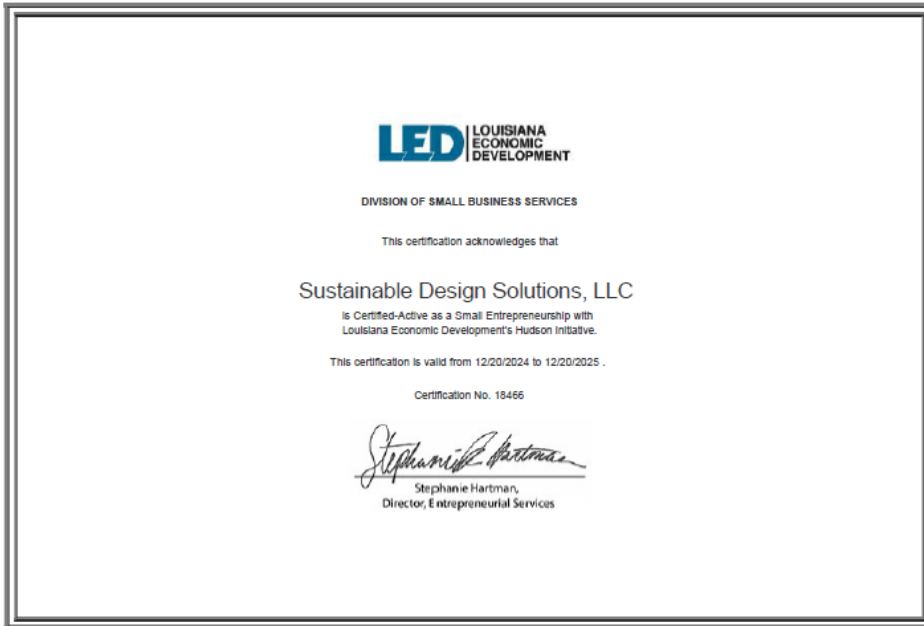 LED
LOUISIANA
ECONOMIC
DEVELOPMENT
DIVISION OF SMALL BUSINESS SERVICES
This certification acknowledges that
Sustainable Design Solutions, LLC
is Certified-Active as a Small Entrepreneurship with
Louisiana Economic Development's Hudson Initiative.
This certification is valid from 12/20/2024 to 12/20/2025 .
Certification No. 18466
Stephanie Hartman
Stephanie Hartman,
Director, Entrepreneurial Services